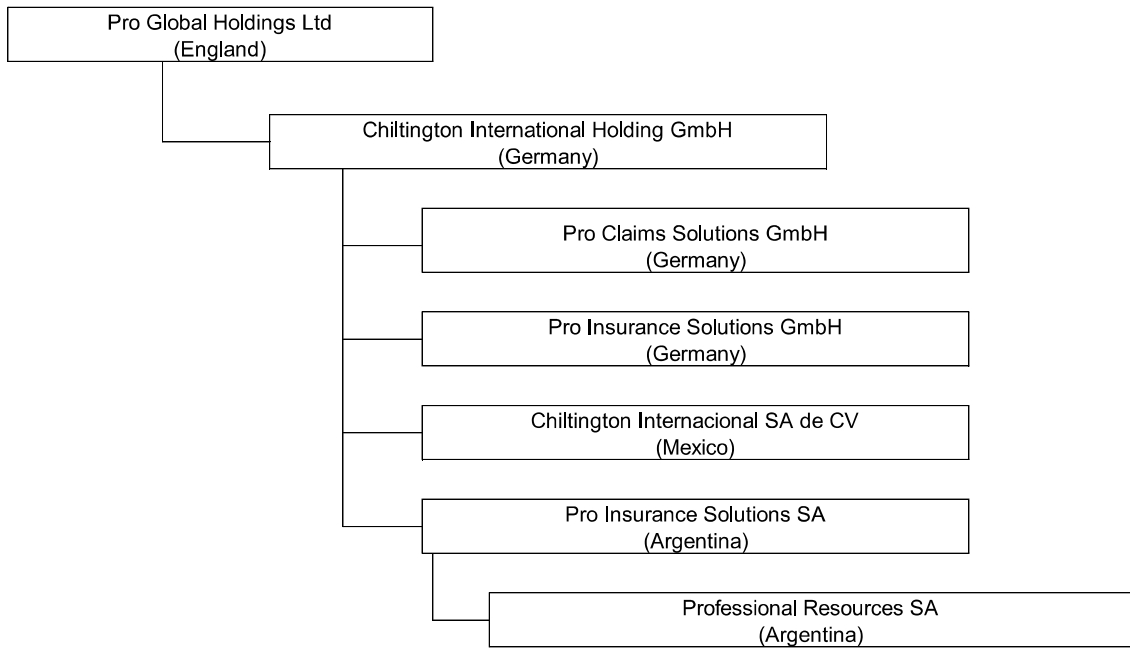 Pro Global Holdings Ltd
(England)
Chiltington International Holding GmbH
(Germany)
Pro Claims Solutions GmbH
(Germany)
Pro Insurance Solutions GmbH
(Germany)
Chiltington Internacional SA de CV
(Mexico)
Pro Insurance Solutions SA
(Argentina)
Professional Resources SA
(Argentina)